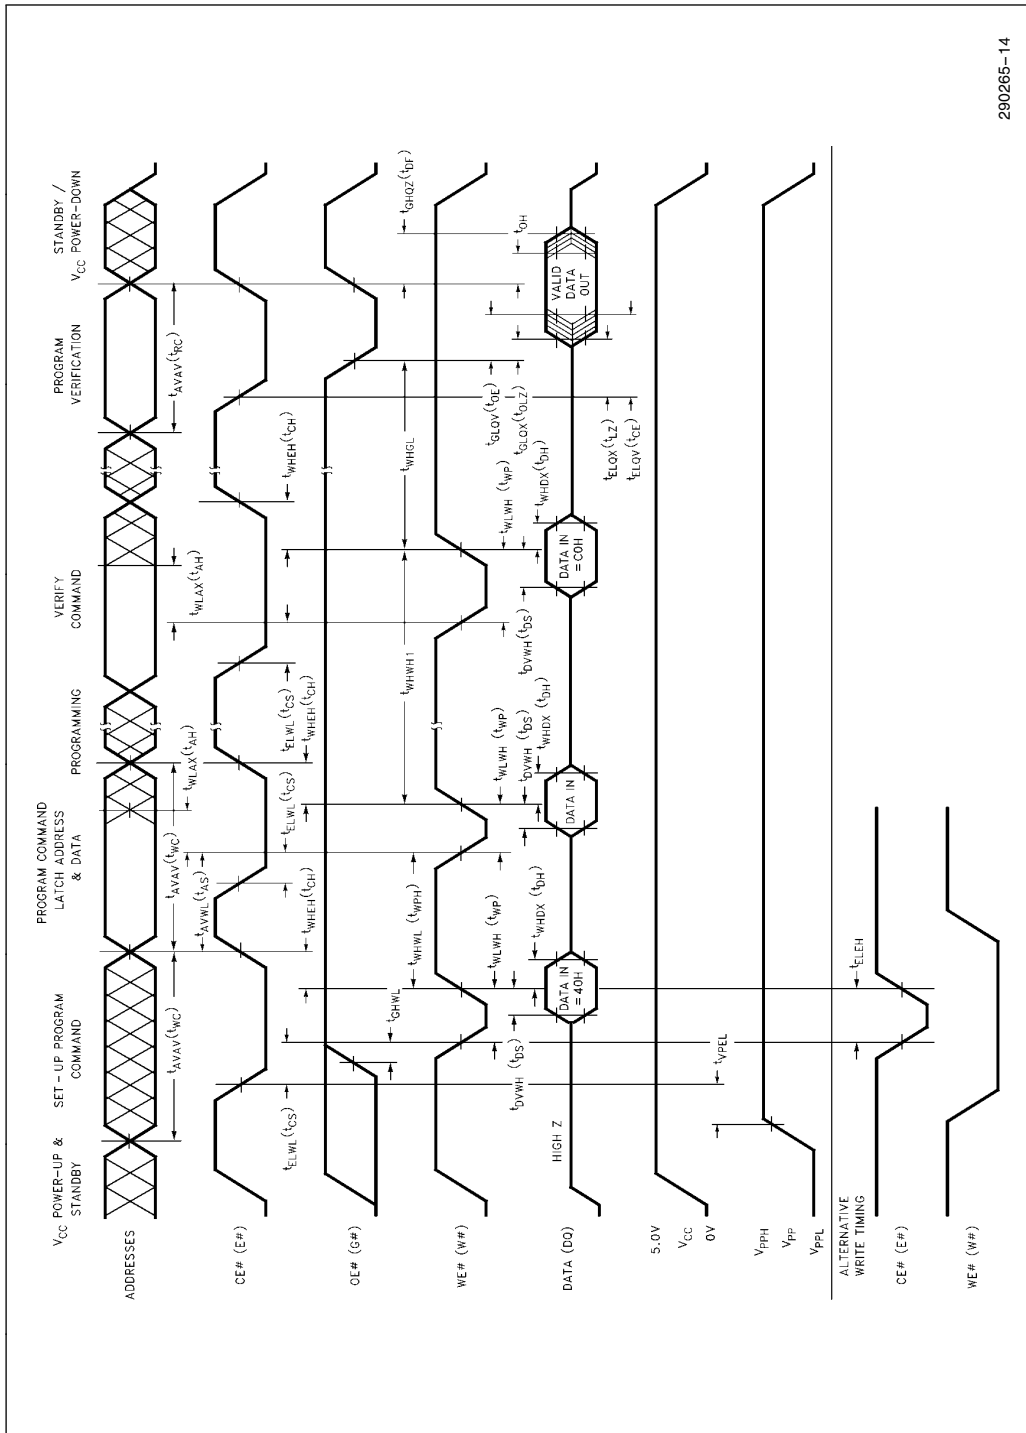 V_CC POWER-UP &
STANDBY
SET-UP PROGRAM
COMMAND
PROGRAM COMMAND
LATCH ADDRESS
& DATA
PROGRAMMING
VERIFY
COMMAND
PROGRAM
VERIFICATION
STANDBY /
V_CC POWER-DOWN
ADDRESSES
t_AVAV(t_WC)
t_AVWL(t_AS)
t_AVAV(t_WC)
t_WLAX(t_AH)
t_WLAX(t_AH)
t_AVAV(t_RC)
CE# (E#)
t_ELWL(t_CS)
t_WHEH(t_CH)
t_ELWL(t_CS)
t_WHEH(t_CH)
t_ELWL(t_CS)
t_WHEH(t_CH)
OE# (G#)
t_GHWL
t_WHWL (t_WPH)
t_WHWH1
t_WHGL
t_GHQZ(t_DF)
WE# (W#)
t_WLWH (t_WP)
t_WLWH (t_WP)
t_WLWH (t_WP)
t_GLQV(t_OE)
t_DVWH (t_DS)
t_WHDX(t_DH)
t_DVWH (t_DS)
t_WHDX (t_DH)
t_DVWH(t_DS)
t_WHDX(t_DH)
t_GLQX(t_OLZ)
t_OH
DATA (DQ)
HIGH Z
DATA IN
= 40H
DATA IN
DATA IN
= C0H
VALID
DATA
OUT
t_ELQX(t_LZ)
t_ELQV(t_CE)
5.0V
V_CC
0V
t_VPEL
V_PPH
V_PP
V_PPL
ALTERNATIVE
WRITE TIMING
CE# (E#)
t_ELEH
WE# (W#)
290265-14